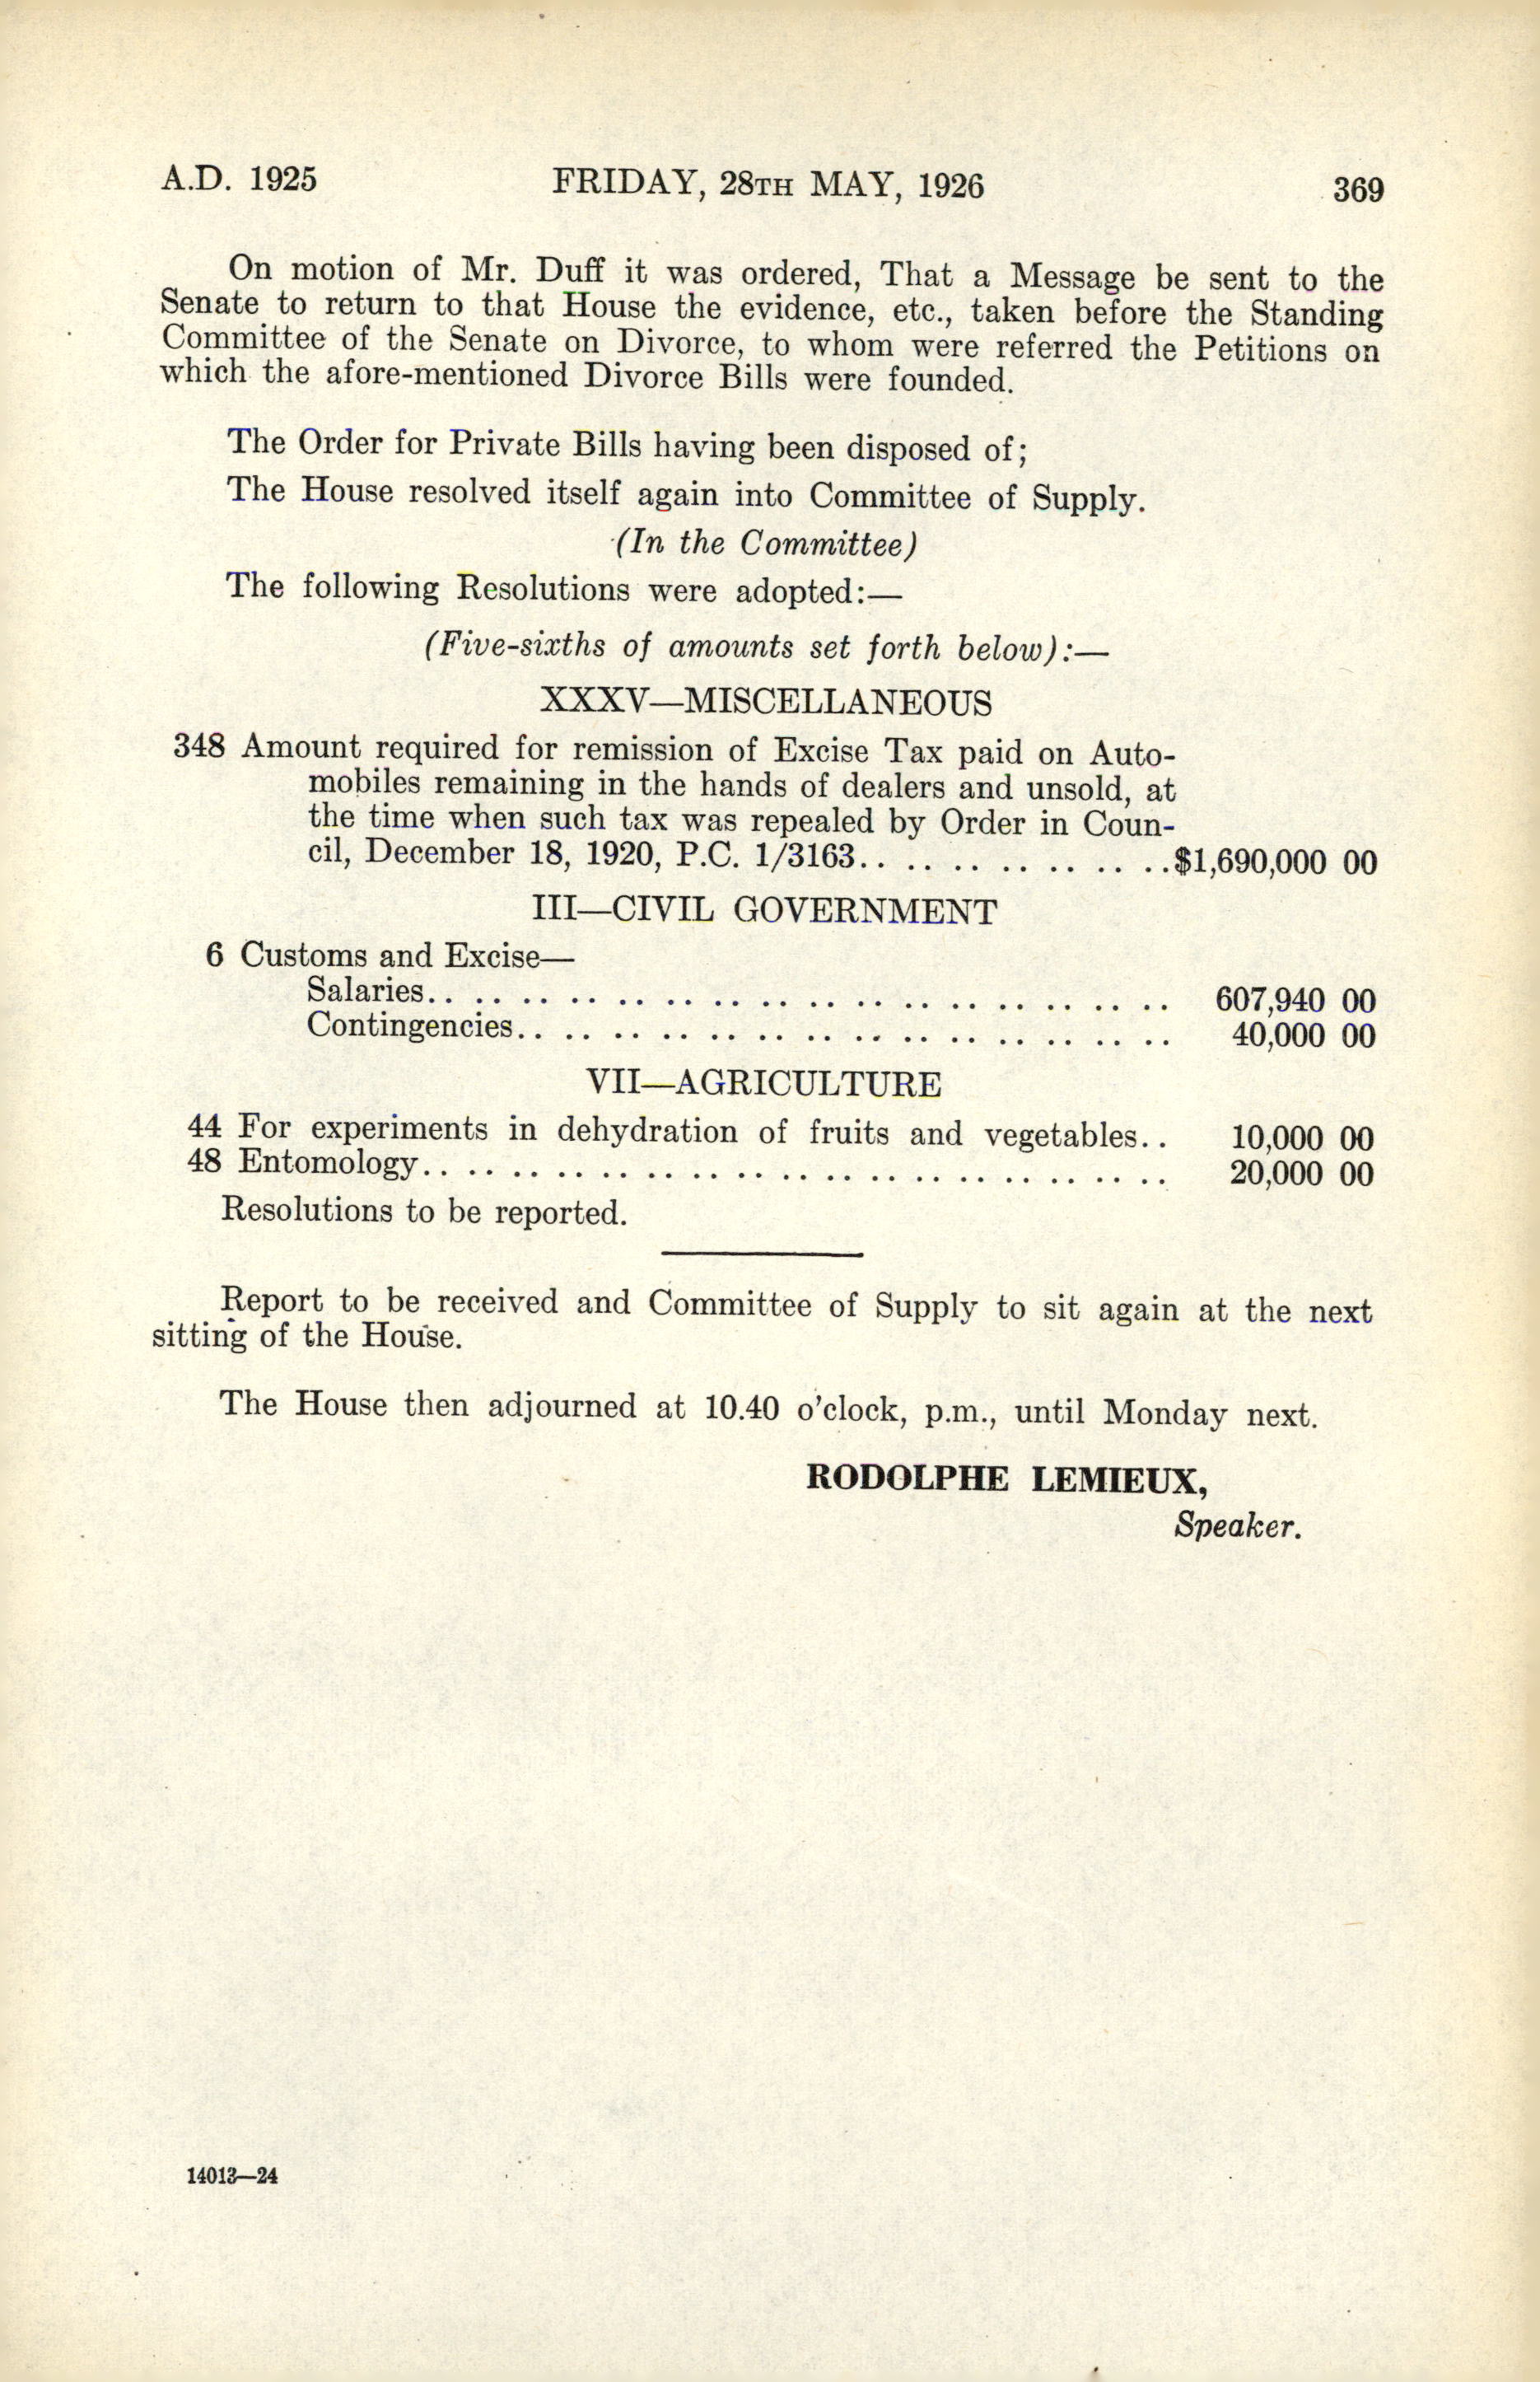 A.D. 1925 FRIDAY, 28TH MAY, 1926 369
On motion of Mr. Duff it was ordered, That a Message be sent to the
Senate to return to that House the evidence, etc., taken before the Standing
Committee of the Senate on Divorce, to whom were referred the Petitions on
which the afore-mentioned Divorce Bills were founded.
The Order for Private Bills having been disposed of;
The House resolved itself again into Committee of Supply.
(In the Committee)
The following Resolutions were adopted:—
(Five-sixths of amounts set forth below):—
XXXV—MISCELLANEOUS
348 Amount required for remission of Excise Tax paid on Auto-
mobiles remaining in the hands of dealers and unsold, at
the time when such tax was repealed by Order in Coun-
cil, December 18, 1920, P.C. 1/3163.. .. .. .. .. .. ..$1,690,000 00
III—CIVIL GOVERNMENT
6 Customs and Excise—
Salaries.. .. .. .. .. .. .. .. .. .. .. .. .. .. .. .. 607,940 00
Contingencies.. .. .. .. .. .. .. .. .. .. .. .. .. .. 40,000 00
VII—AGRICULTURE
44 For experiments in dehydration of fruits and vegetables.. 10,000 00
48 Entomology.. .. .. .. .. .. .. .. .. .. .. .. .. .. .. .. .. 20,000 00
Resolutions to be reported.
Report to be received and Committee of Supply to sit again at the next
sitting of the House.
The House then adjourned at 10.40 o'clock, p.m., until Monday next.
RODOLPHE LEMIEUX,
Speaker.
14013—24